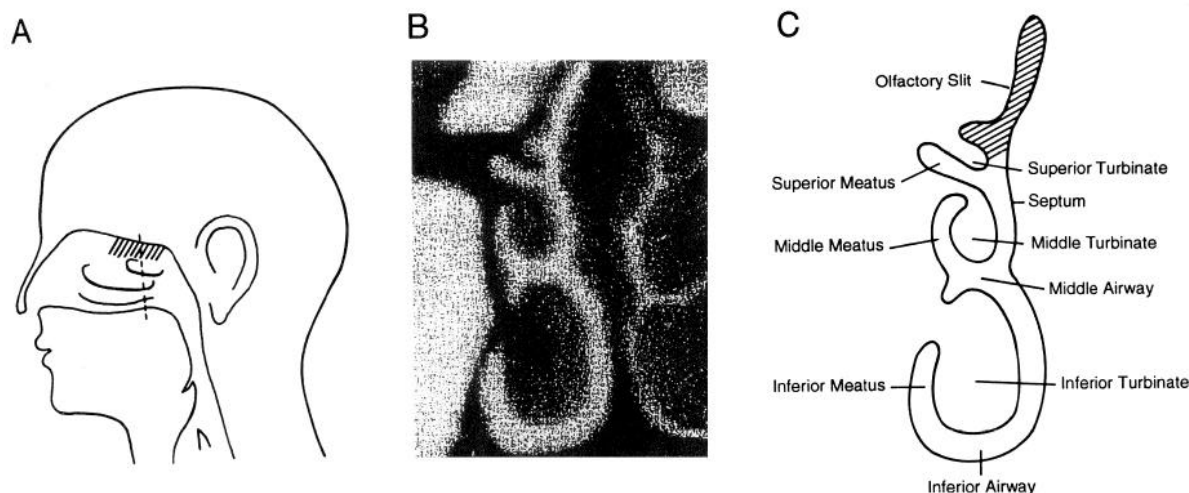 A
B
C
Olfactory Slit
Superior Meatus
Superior Turbinate
Septum
Middle Meatus
Middle Turbinate
Middle Airway
Inferior Meatus
Inferior Turbinate
Inferior Airway